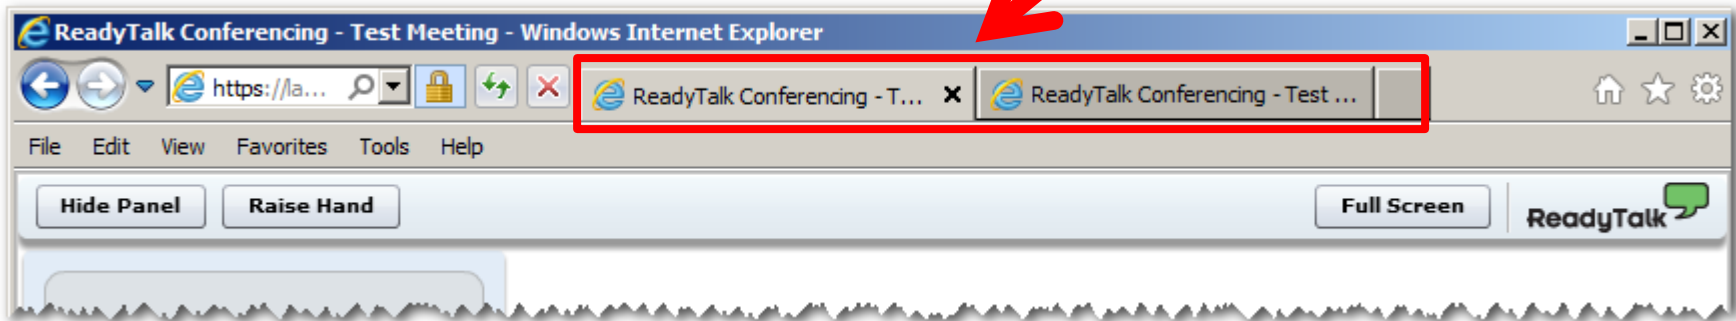 ReadyTalk Conferencing - Test Meeting - Windows Internet Explorer
https://la...
ReadyTalk Conferencing - T...
ReadyTalk Conferencing - Test ...
File Edit View Favorites Tools Help
Hide Panel
Raise Hand
Full Screen
ReadyTalk